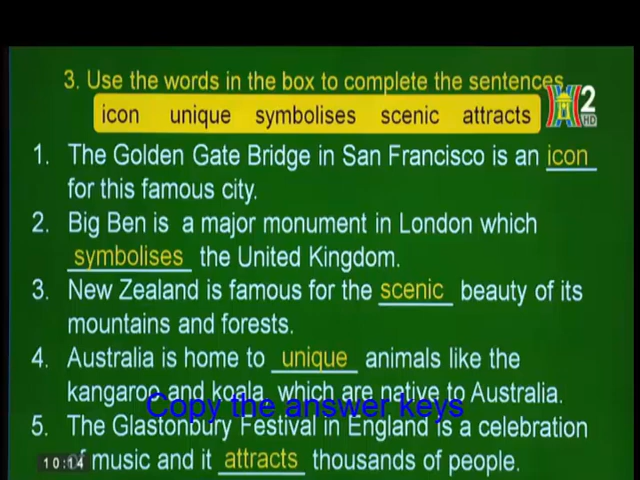 3. Use the words in the box to complete the sentences
icon unique symbolises scenic attracts
H2
HD
1. The Golden Gate Bridge in San Francisco is an icon
for this famous city.
2. Big Ben is a major monument in London which
symbolises the United Kingdom.
3. New Zealand is famous for the scenic beauty of its
mountains and forests.
4. Australia is home to unique animals like the
kangaroo and koala, which are native to Australia.
Copy the answer keys
5. The Glastonbury Festival in England is a celebration
of music and it attracts thousands of people.
10:14